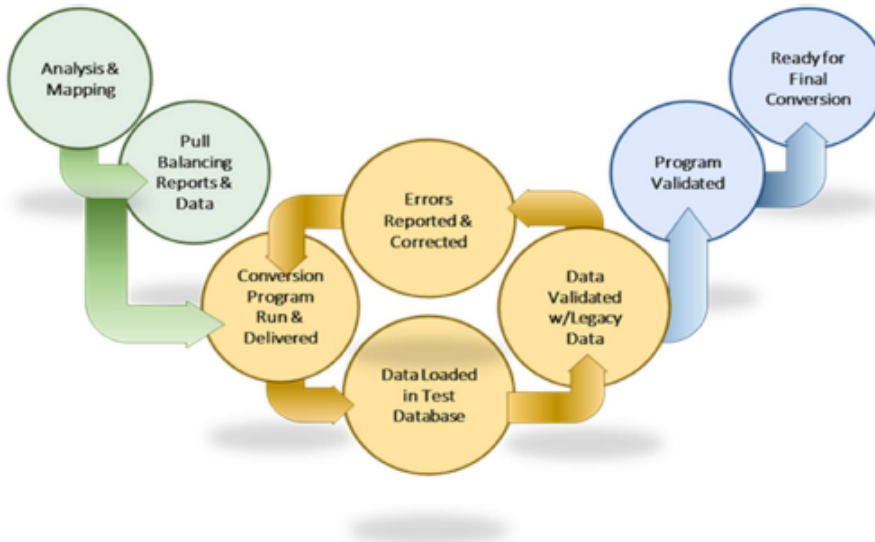 Analysis &
Mapping
Pull
Balancing
Reports &
Data
Conversion
Program
Run &
Delivered
Data Loaded
in Test
Database
Data
Validated
w/Legacy
Data
Errors
Reported &
Corrected
Program
Validated
Ready for
Final
Conversion